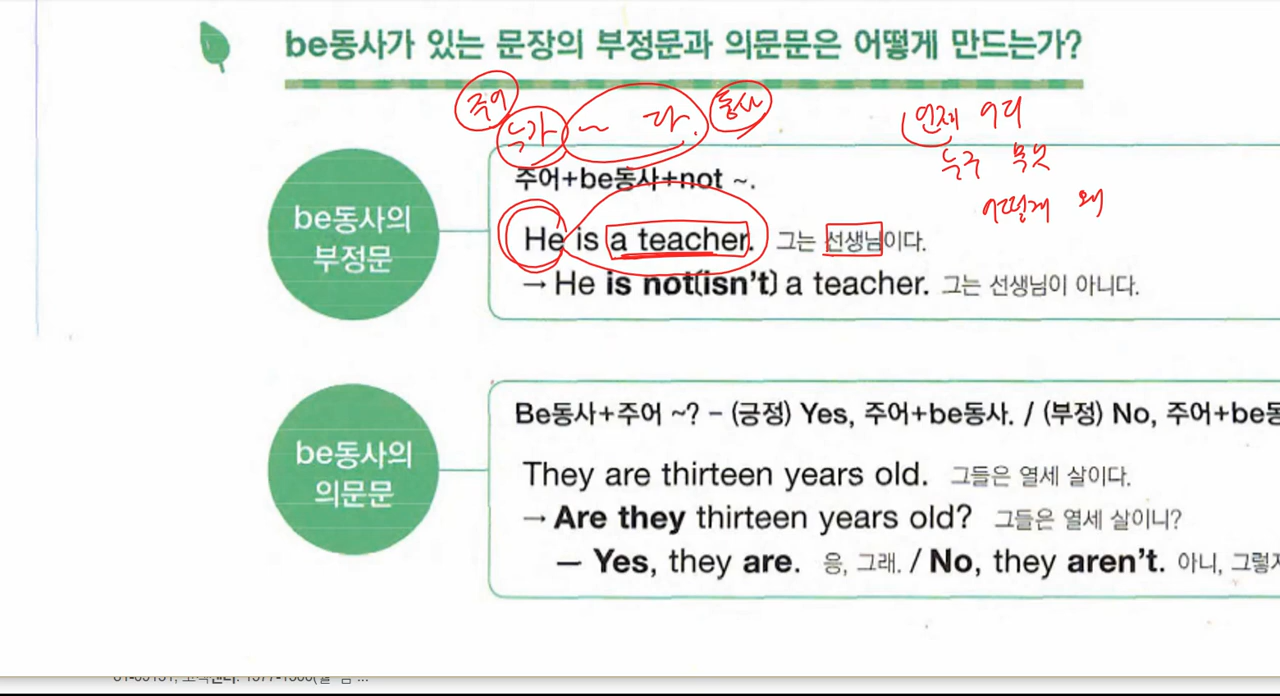 be동사가 있는 문장의 부정문과 의문문은 어떻게 만드는가?
주어 동사
누가 ~ 다.
언제 어디
누구 무엇
어떻게 왜
be동사의
부정문
주어+be동사+not ~.
He is a teacher. 그는 선생님이다.
→ He is not(isn't) a teacher. 그는 선생님이 아니다.
be동사의
의문문
Be동사+주어 ~? – (긍정) Yes, 주어+be동사. / (부정) No, 주어+be동
They are thirteen years old. 그들은 열세 살이다.
→ Are they thirteen years old? 그들은 열세 살이니?
— Yes, they are. 응, 그래. / No, they aren't. 아니, 그렇지